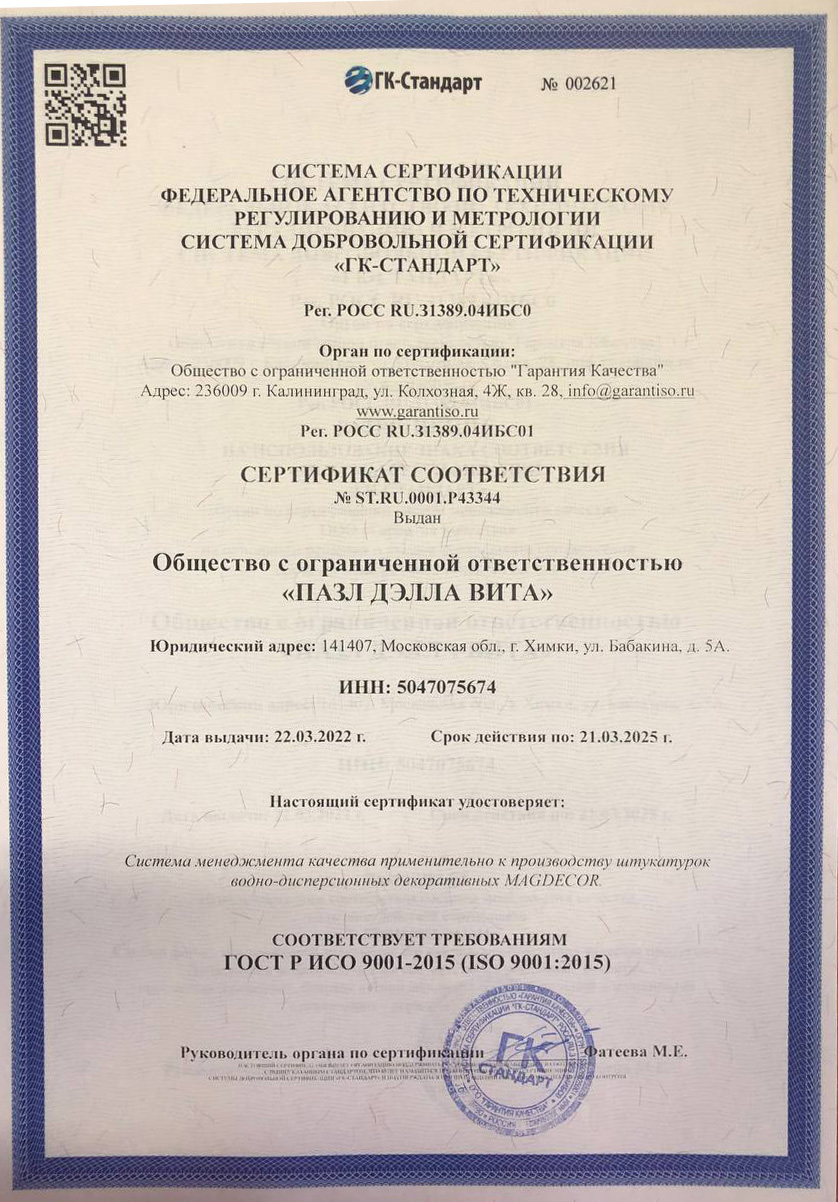 ГК-Стандарт
№ 002621
СИСТЕМА СЕРТИФИКАЦИИ
ФЕДЕРАЛЬНОЕ АГЕНТСТВО ПО ТЕХНИЧЕСКОМУ
РЕГУЛИРОВАНИЮ И МЕТРОЛОГИИ
СИСТЕМА ДОБРОВОЛЬНОЙ СЕРТИФИКАЦИИ
«ГК-СТАНДАРТ»
Рег. РОСС RU.31389.04ИБС0
Орган по сертификации:
Общество с ограниченной ответственностью "Гарантия Качества"
Адрес: 236009 г. Калининград, ул. Колхозная, 4Ж, кв. 28, info@garantiso.ru
www.garantiso.ru
Рег. РОСС RU.31389.04ИБС01
СЕРТИФИКАТ СООТВЕТСТВИЯ
№ ST.RU.0001.P43344
Выдан
Общество с ограниченной ответственностью
«ПАЗЛ ДЭЛЛА ВИТА»
Юридический адрес: 141407, Московская обл., г. Химки, ул. Бабакина, д. 5А.
ИНН: 5047075674
Дата выдачи: 22.03.2022 г.
Срок действия по: 21.03.2025 г.
Настоящий сертификат удостоверяет:
Система менеджмента качества применительно к производству штукатурок
водно-дисперсионных декоративных MAGDECOR.
СООТВЕТСТВУЕТ ТРЕБОВАНИЯМ
ГОСТ Р ИСО 9001-2015 (ISO 9001:2015)
Руководитель органа по сертификации
Фатеева М.Е.
ГК
СТАНДАРТ